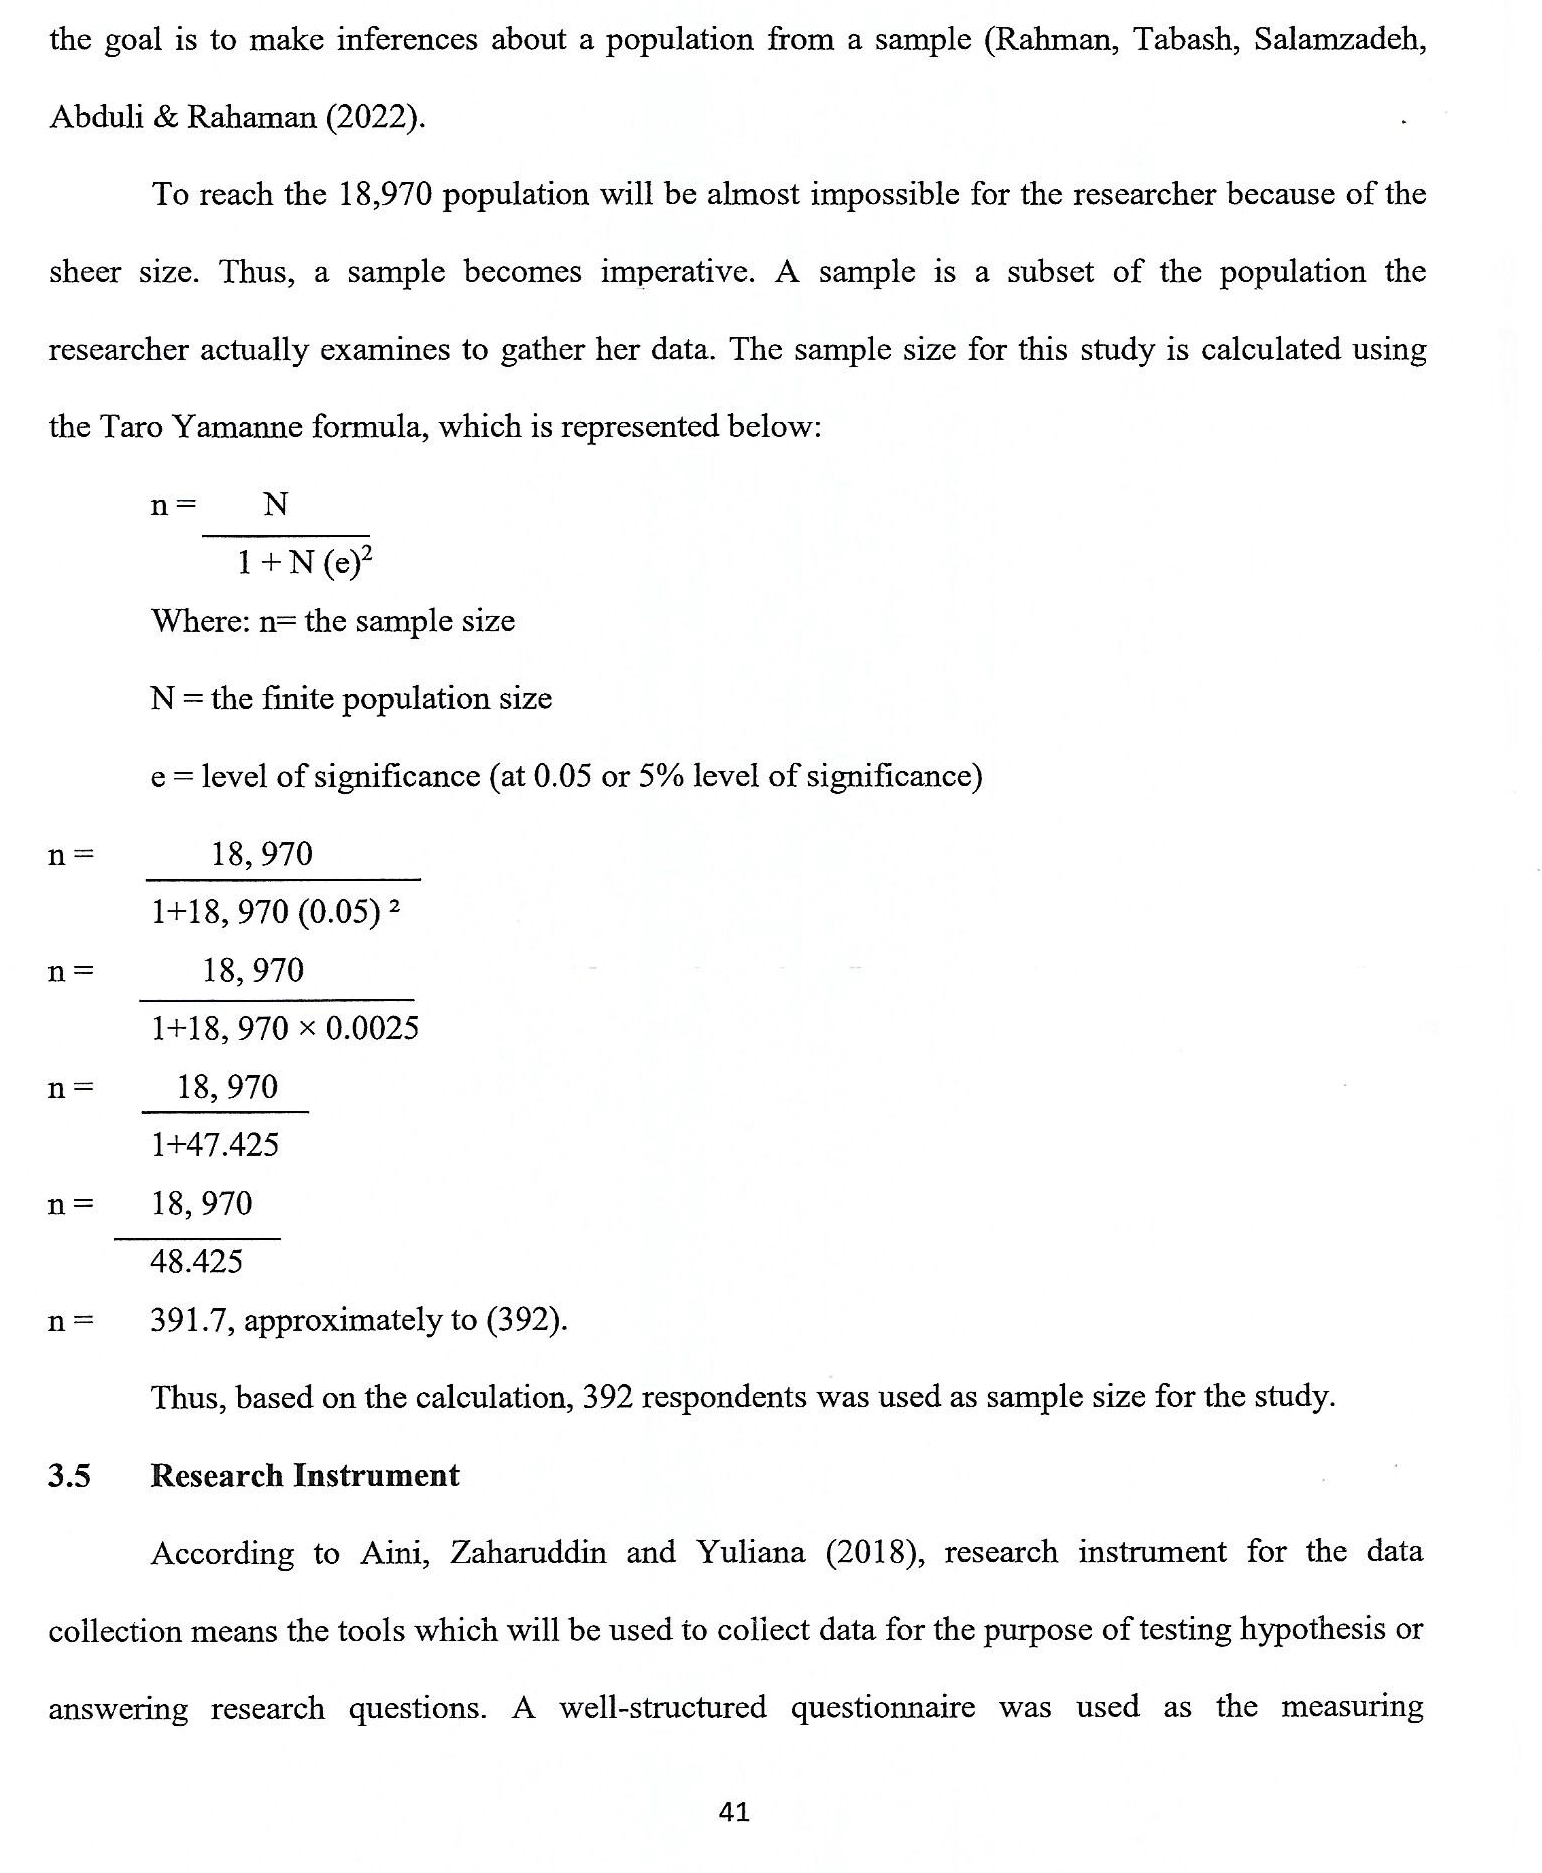 the goal is to make inferences about a population from a sample (Rahman, Tabash, Salamzadeh,
Abduli & Rahaman (2022).
To reach the 18,970 population will be almost impossible for the researcher because of the
sheer size. Thus, a sample becomes imperative. A sample is a subset of the population the
researcher actually examines to gather her data. The sample size for this study is calculated using
the Taro Yamanne formula, which is represented below:
n = N
1 + N (e)²
Where: n= the sample size
N = the finite population size
e = level of significance (at 0.05 or 5% level of significance)
n = 18, 970
1+18, 970 (0.05) ²
n = 18, 970
1+18, 970 × 0.0025
n = 18, 970
1+47.425
n = 18, 970
48.425
n = 391.7, approximately to (392).
Thus, based on the calculation, 392 respondents was used as sample size for the study.
3.5 Research Instrument
According to Aini, Zaharuddin and Yuliana (2018), research instrument for the data
collection means the tools which will be used to collect data for the purpose of testing hypothesis or
answering research questions. A well-structured questionnaire was used as the measuring
41